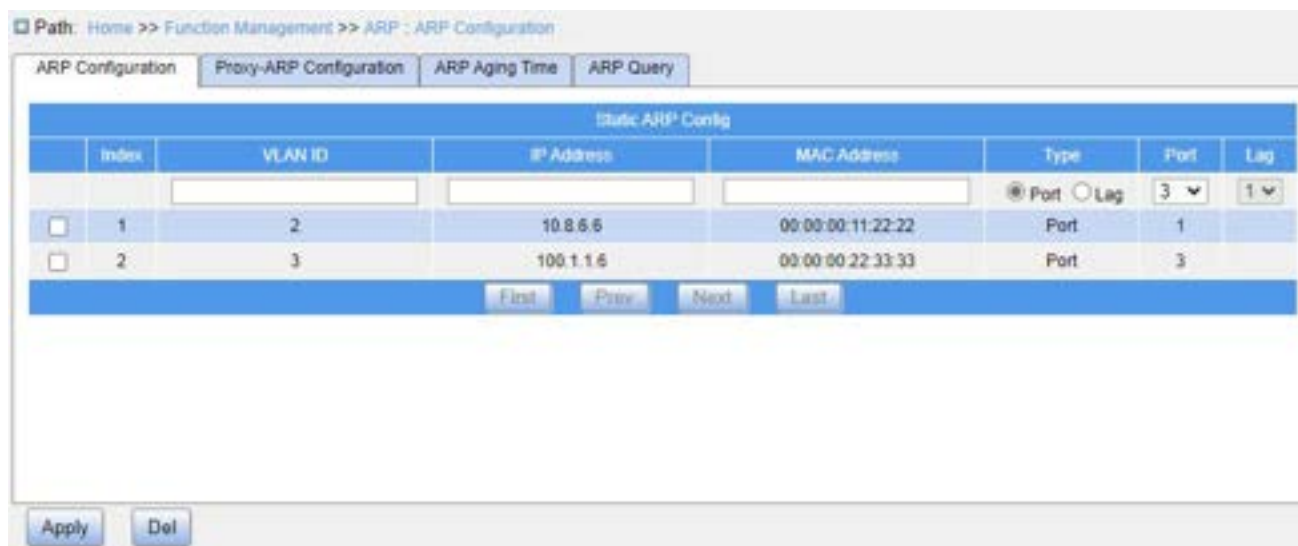 Path: Home >> Function Management >> ARP : ARP Configuration
ARP Configuration Proxy-ARP Configuration ARP Aging Time ARP Query
Static ARP Config
Index VLAN ID IP Address MAC Address Type Port Lag
Port Lag 3 1
1 2 10.8.6.6 00:00:00:11:22:22 Port 1
2 3 100.1.1.6 00:00:00:22:33:33 Port 3
First Prev Next Last
Apply Del